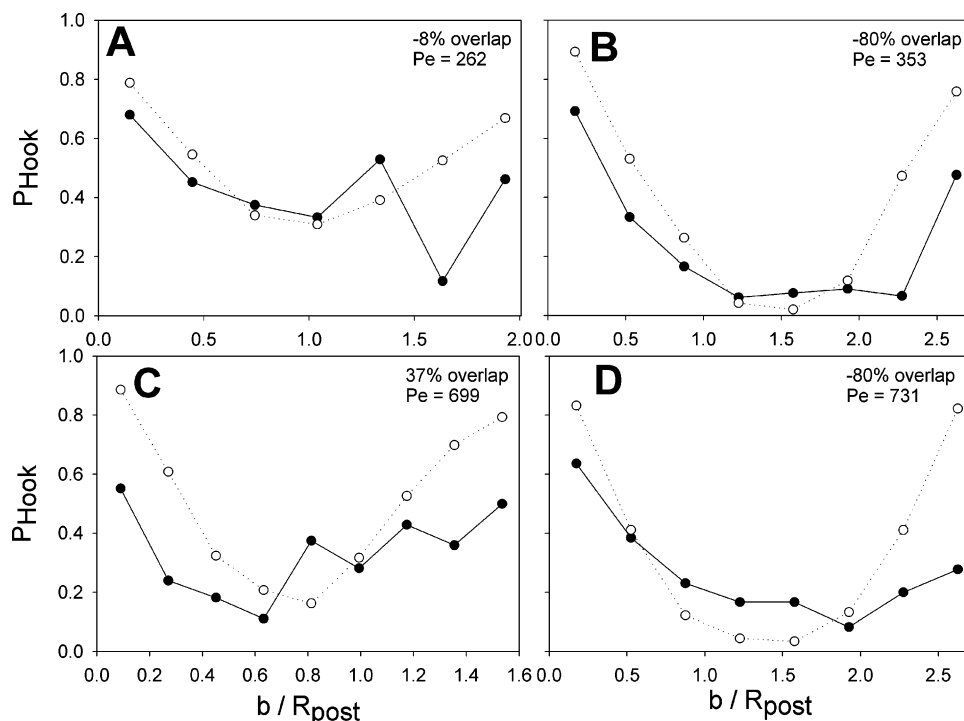 A
-8% overlap
Pe = 262
B
-80% overlap
Pe = 353
PHook
1.0
0.8
0.6
0.4
0.2
0.0
0.0 0.5 1.0 1.5 2.0
0.0 0.5 1.0 1.5 2.0 2.5
C
37% overlap
Pe = 699
D
-80% overlap
Pe = 731
PHook
1.0
0.8
0.6
0.4
0.2
0.0
0.0 0.2 0.4 0.6 0.8 1.0 1.2 1.4 1.6
0.0 0.5 1.0 1.5 2.0 2.5
b / Rpost
b / Rpost